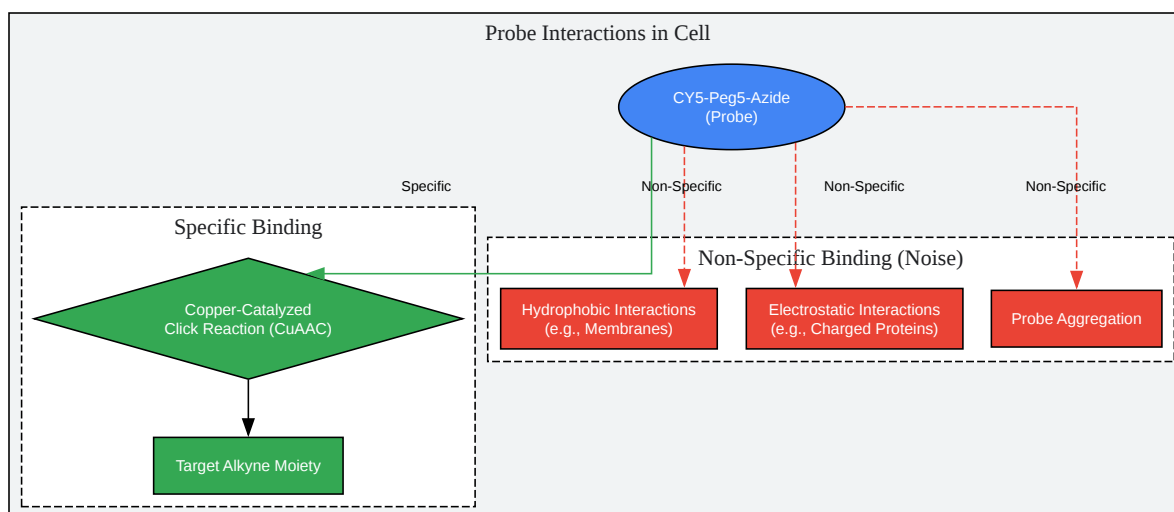 Probe Interactions in Cell
CY5-Peg5-Azide
(Probe)
Specific
Non-Specific
Non-Specific
Non-Specific
Specific Binding
Non-Specific Binding (Noise)
Copper-Catalyzed
Click Reaction (CuAAC)
Hydrophobic Interactions
(e.g., Membranes)
Electrostatic Interactions
(e.g., Charged Proteins)
Probe Aggregation
Target Alkyne Moiety